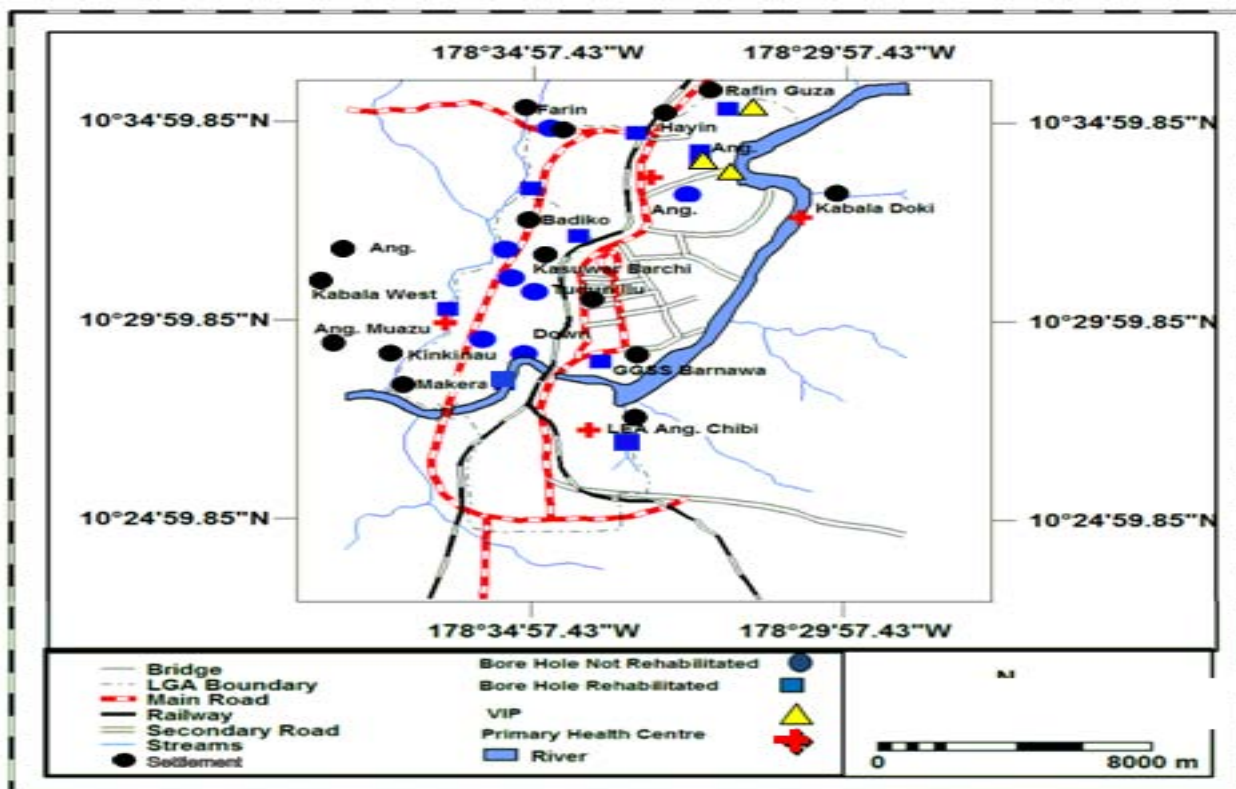 178°34'57.43"W 178°29'57.43"W
Rafin Guza
Farin
10°34'59.85"N 10°34'59.85"N
Hayin
Ang.
Ang. Kabala Doki
Badiko
Ang.
Kasuwar Barchi
Kabala West
10°29'59.85"N 10°29'59.85"N
Ang. Muazu Down
Kinkinau
GGSS Barnawa
Makera
LEA Ang. Chibi
10°24'59.85"N 10°24'59.85"N
178°34'57.43"W 178°29'57.43"W
Bridge
LGA Boundary
Main Road
Railway
Secondary Road
Streams
Settlement
Bore Hole Not Rehabilitated
Bore Hole Rehabilitated
VIP
Primary Health Centre
River
0 8000 m